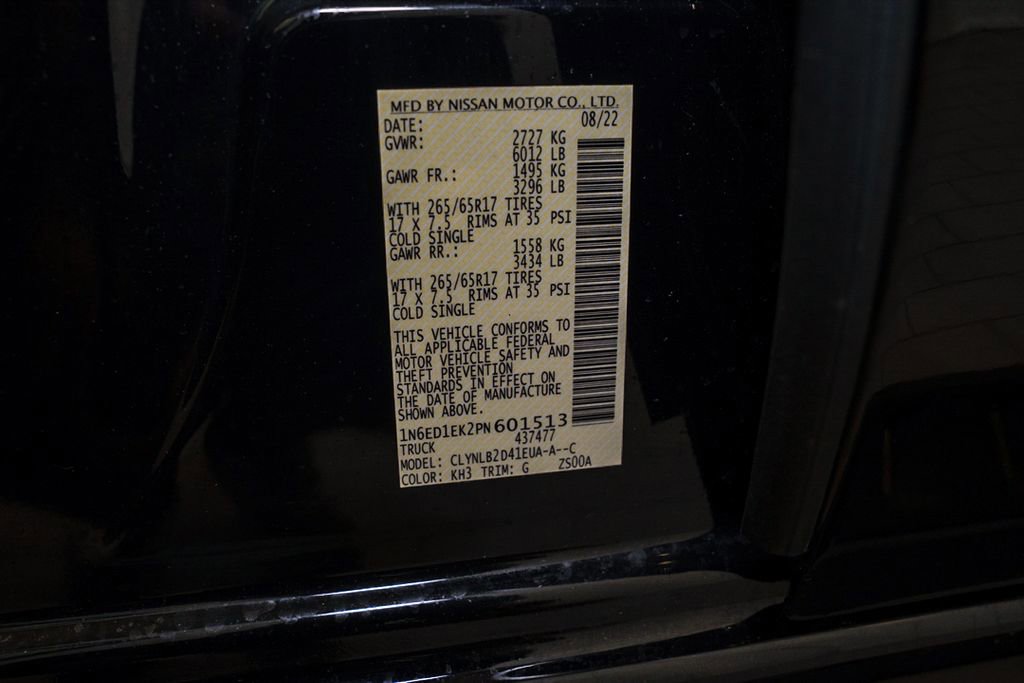 MFD BY NISSAN MOTOR CO., LTD.
DATE: 08/22
GVWR: 2727 KG
6012 LB
GAWR FR.: 1495 KG
3296 LB
WITH 265/65R17 TIRES
17 X 7.5 RIMS AT 35 PSI
COLD SINGLE
GAWR RR.: 1558 KG
3434 LB
WITH 265/65R17 TIRES
17 X 7.5 RIMS AT 35 PSI
COLD SINGLE
THIS VEHICLE CONFORMS TO
ALL APPLICABLE FEDERAL
MOTOR VEHICLE SAFETY AND
THEFT PREVENTION
STANDARDS IN EFFECT ON
THE DATE OF MANUFACTURE
SHOWN ABOVE.
1N6ED1EK2PN601513
TRUCK 437477
MODEL: CLYNLB2D41EUA-A--C
COLOR: KH3 TRIM: G ZS00A